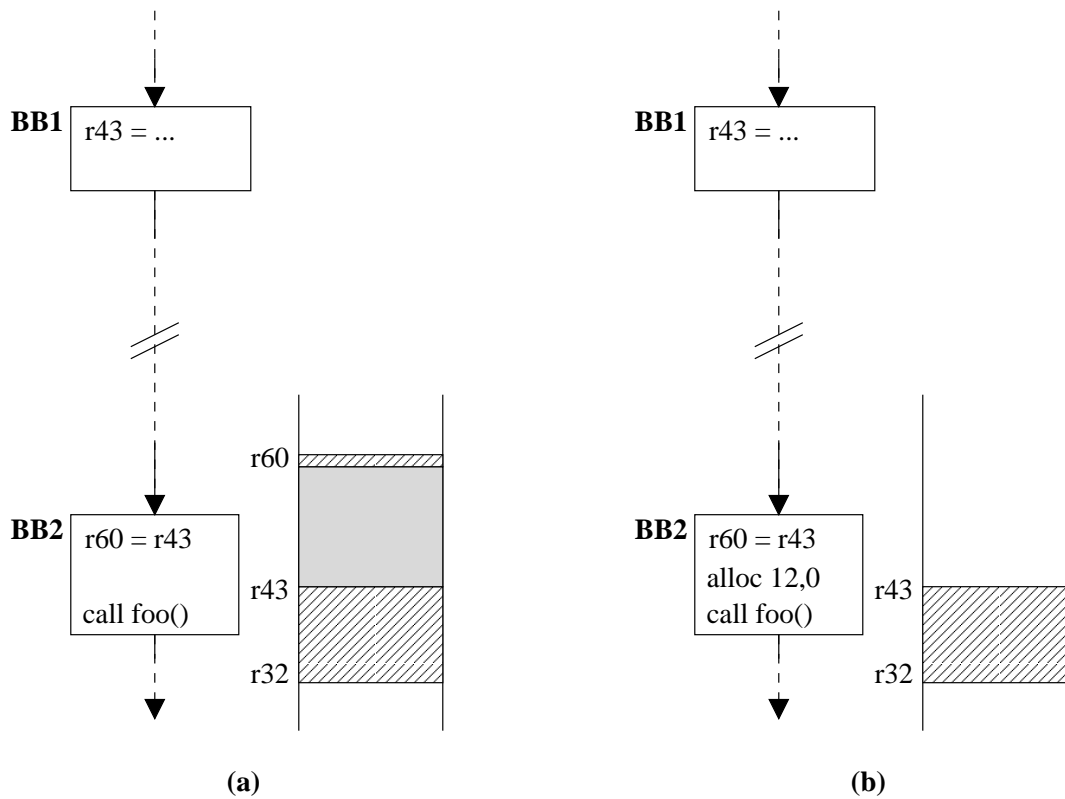 BB1
r43 = ...
r60
BB2
r60 = r43
r43
call foo()
r32
(a)
BB1
r43 = ...
BB2
r60 = r43
alloc 12,0
r43
call foo()
r32
(b)